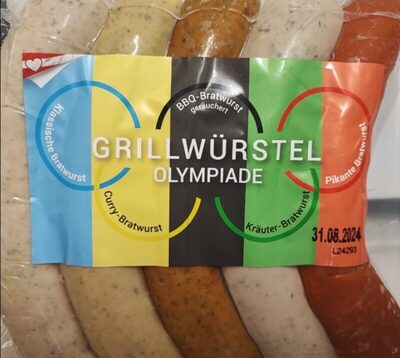 Klassische Bratwurst
BBQ-Bratwurst
geräuchert
Pikante Bratwurst
GRILLWÜRSTEL
OLYMPIADE
Curry-Bratwurst
Kräuter-Bratwurst
31.08.2024
L24293